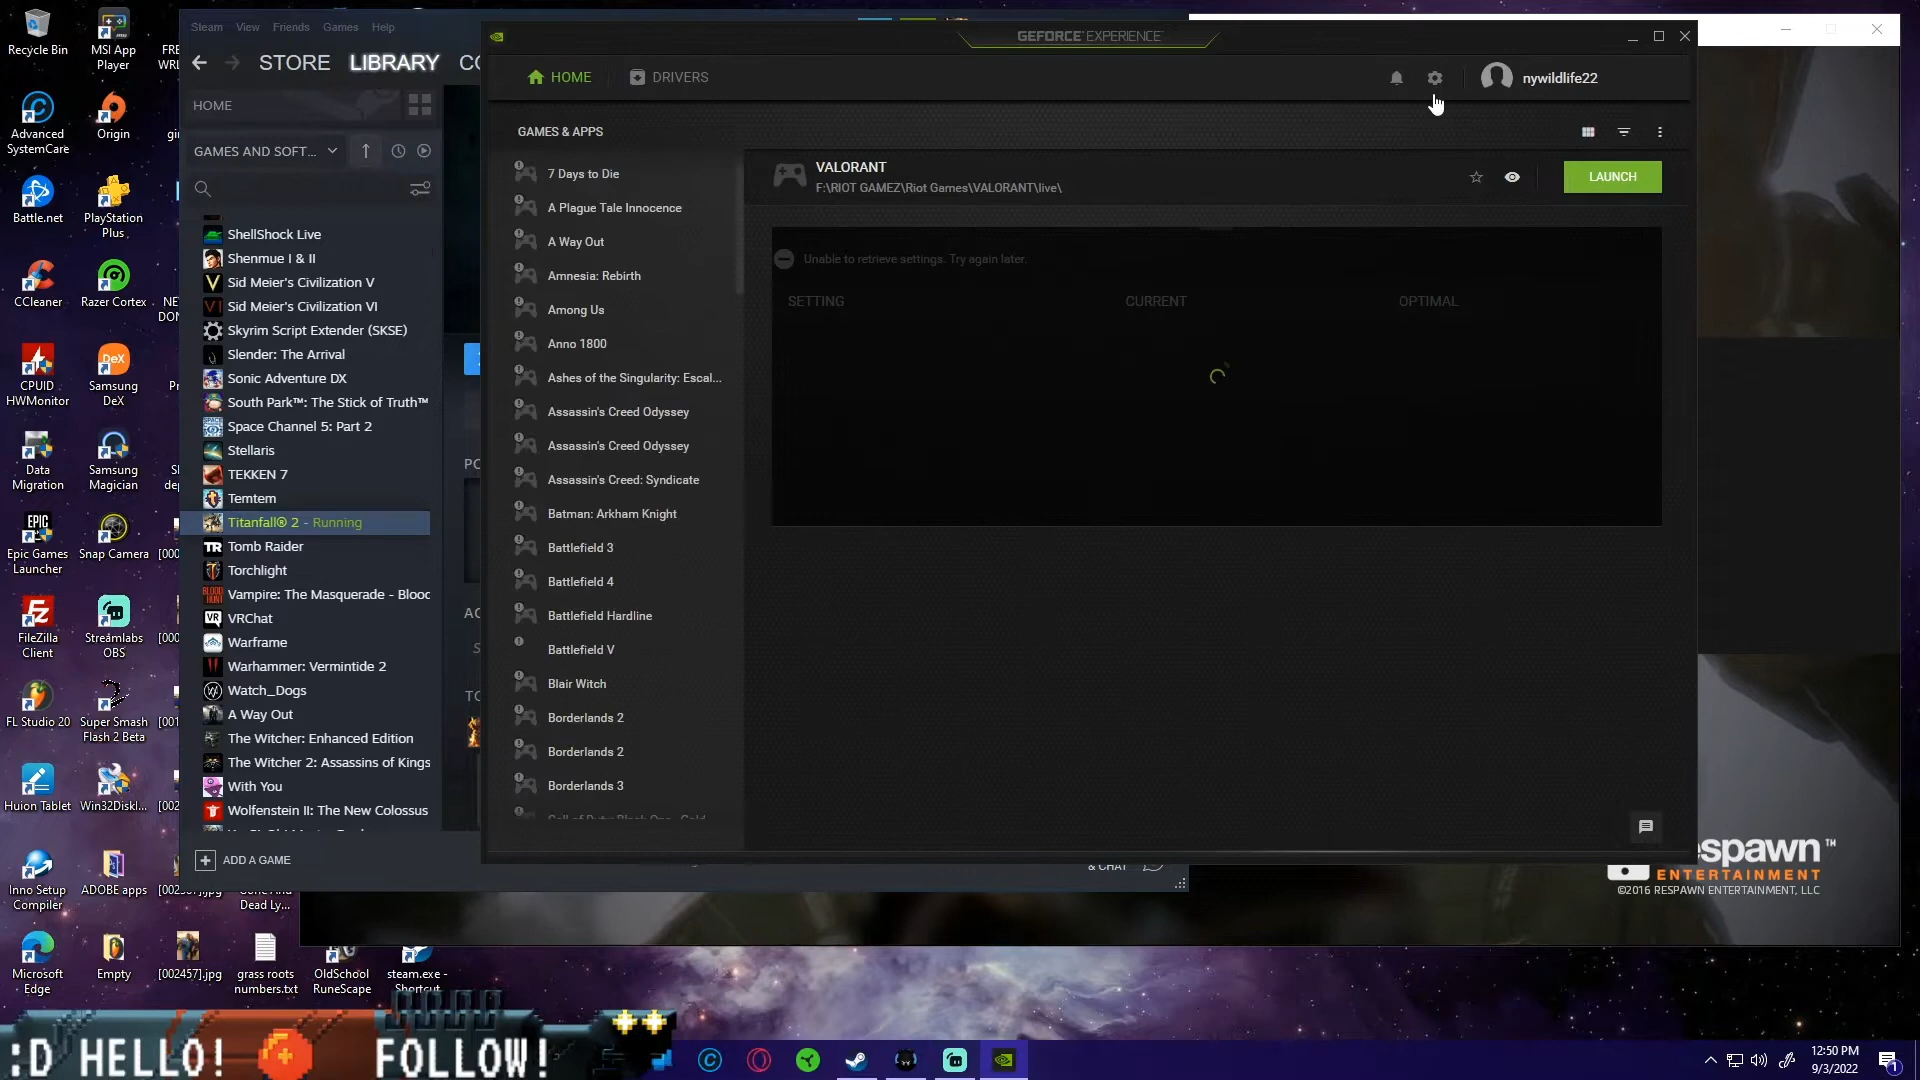 Recycle Bin
MSI App Player
Advanced SystemCare
Origin
Battle.net
PlayStation Plus
CCleaner
Razer Cortex
CPUID HWMonitor
Samsung DeX
Data Migration
Samsung Magician
Epic Games Launcher
Snap Camera
FileZilla Client
Streamlabs OBS
FL Studio 20
Super Smash Flash 2 Beta
Huion Tablet
Win32Diskl...
Inno Setup Compiler
ADOBE apps
Dead Ly...
Microsoft Edge
Empty
[002457].jpg
grass roots numbers.txt
OldSchool RuneScape
steam.exe - Shortcut
Steam View Friends Games Help
STORE LIBRARY
HOME
GAMES AND SOFT...
ShellShock Live
Shenmue I & II
Sid Meier's Civilization V
Sid Meier's Civilization VI
Skyrim Script Extender (SKSE)
Slender: The Arrival
Sonic Adventure DX
South Park™: The Stick of Truth™
Space Channel 5: Part 2
Stellaris
TEKKEN 7
Temtem
Titanfall® 2 - Running
Tomb Raider
Torchlight
Vampire: The Masquerade - Blood
VRChat
Warframe
Warhammer: Vermintide 2
Watch_Dogs
A Way Out
The Witcher: Enhanced Edition
The Witcher 2: Assassins of Kings
With You
Wolfenstein II: The New Colossus
ADD A GAME
& CHAT
GEFORCE EXPERIENCE
HOME DRIVERS
nywildlife22
GAMES & APPS
7 Days to Die
A Plague Tale Innocence
A Way Out
Amnesia: Rebirth
Among Us
Anno 1800
Ashes of the Singularity: Escal...
Assassin's Creed Odyssey
Assassin's Creed Odyssey
Assassin's Creed: Syndicate
Batman: Arkham Knight
Battlefield 3
Battlefield 4
Battlefield Hardline
Battlefield V
Blair Witch
Borderlands 2
Borderlands 2
Borderlands 3
VALORANT
F:\RIOT GAMEZ\Riot Games\VALORANT\live\
LAUNCH
Unable to retrieve settings. Try again later.
SETTING CURRENT OPTIMAL
spawn™
ENTERTAINMENT
©2016 RESPAWN ENTERTAINMENT, LLC
:D HELLO! FOLLOW!
12:50 PM
9/3/2022
1